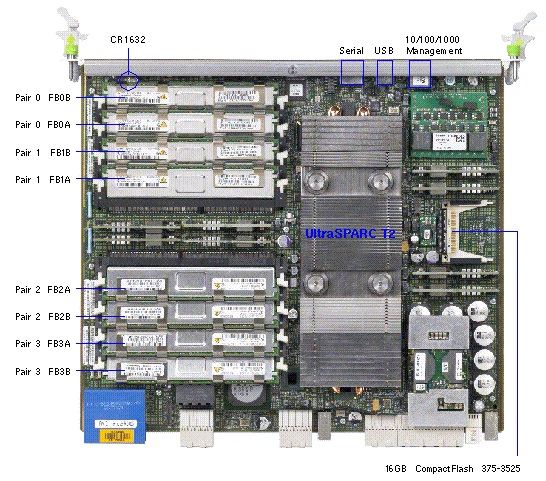 CR1632
Serial USB 10/100/1000 Management
Pair 0 FB0B
Pair 0 FB0A
Pair 1 FB1B
Pair 1 FB1A
UltraSPARC T2
Pair 2 FB2A
Pair 2 FB2B
Pair 3 FB3A
Pair 3 FB3B
16GB CompactFlash 375-3525